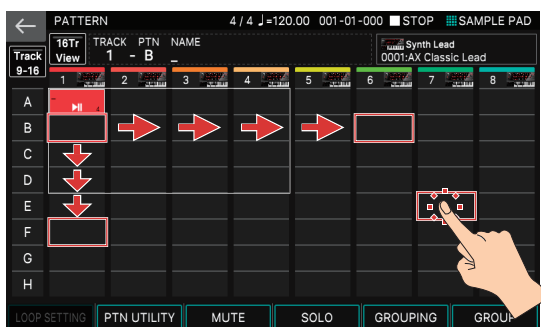 PATTERN 4 / 4 ♩=120.00 001-01-000 STOP SAMPLE PAD
16Tr View TRACK PTN NAME
1 - B _
Synth Lead
0001:AX Classic Lead
Track 9-16
1 2 3 4 5 6 7 8
A
4
B
C
D
E
F
G
H
LOOP SETTING PTN UTILITY MUTE SOLO GROUPING GROUP